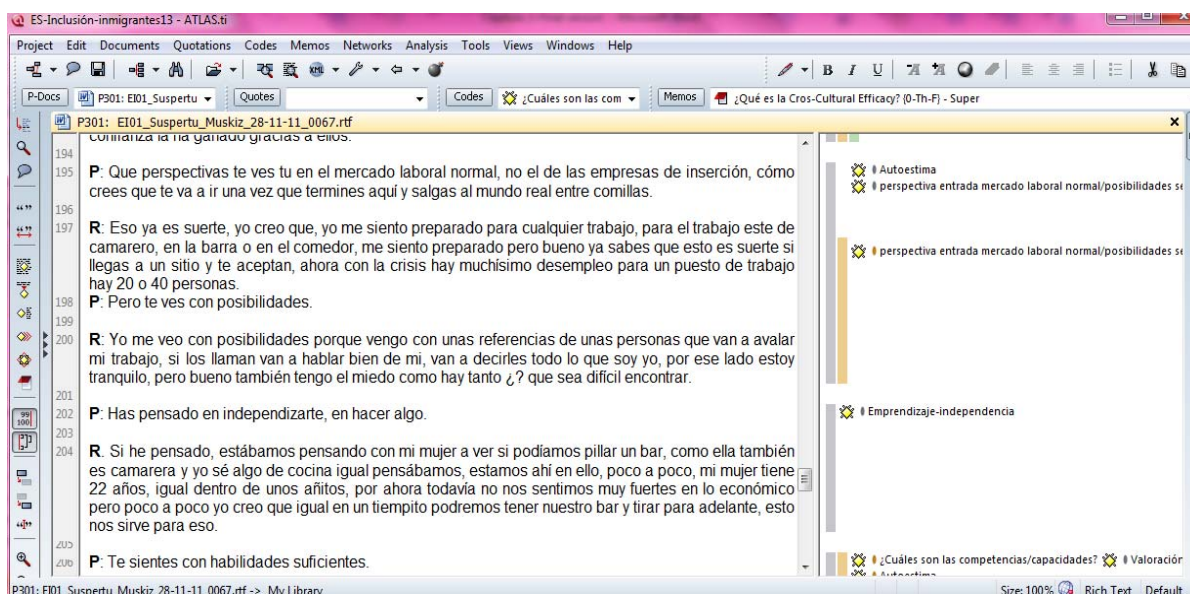 ES-Inclusión-inmigrantes13 - ATLAS.ti
Project Edit Documents Quotations Codes Memos Networks Analysis Tools Views Windows Help
B I U A A
P-Docs P301: EI01_Suspertu Quotes Codes ¿Cuáles son las com Memos ¿Qué es la Cros-Cultural Efficacy? {0-Th-F} - Super
P301: EI01_Suspertu_Muskiz_28-11-11_0067.rtf
confianza la ha ganado gracias a ellos.
194
195 P: Que perspectivas te ves tu en el mercado laboral normal, no el de las empresas de inserción, cómo
crees que te va a ir una vez que termines aquí y salgas al mundo real entre comillas.
Autoestima
perspectiva entrada mercado laboral normal/posibilidades se
196
197 R: Eso ya es suerte, yo creo que, yo me siento preparado para cualquier trabajo, para el trabajo este de
camarero, en la barra o en el comedor, me siento preparado pero bueno ya sabes que esto es suerte si
llegas a un sitio y te aceptan, ahora con la crisis hay muchísimo desempleo para un puesto de trabajo
hay 20 o 40 personas.
perspectiva entrada mercado laboral normal/posibilidades se
198 P: Pero te ves con posibilidades.
199
200 R: Yo me veo con posibilidades porque vengo con unas referencias de unas personas que van a avalar
mi trabajo, si los llaman van a hablar bien de mi, van a decirles todo lo que soy yo, por ese lado estoy
tranquilo, pero bueno también tengo el miedo como hay tanto ¿? que sea difícil encontrar.
201
202 P: Has pensado en independizarte, en hacer algo.
Emprendizaje-independencia
203
204 R. Si he pensado, estábamos pensando con mi mujer a ver si podíamos pillar un bar, como ella también
es camarera y yo sé algo de cocina igual pensábamos, estamos ahí en ello, poco a poco, mi mujer tiene
22 años, igual dentro de unos añitos, por ahora todavía no nos sentimos muy fuertes en lo económico
pero poco a poco yo creo que igual en un tiempito podremos tener nuestro bar y tirar para adelante, esto
nos sirve para eso.
205
206 P: Te sientes con habilidades suficientes.
¿Cuáles son las competencias/capacidades? Valoración
Autoestima
P301: EI01_Suspertu_Muskiz_28-11-11_0067.rtf -> My Library Size: 100% Rich Text Default